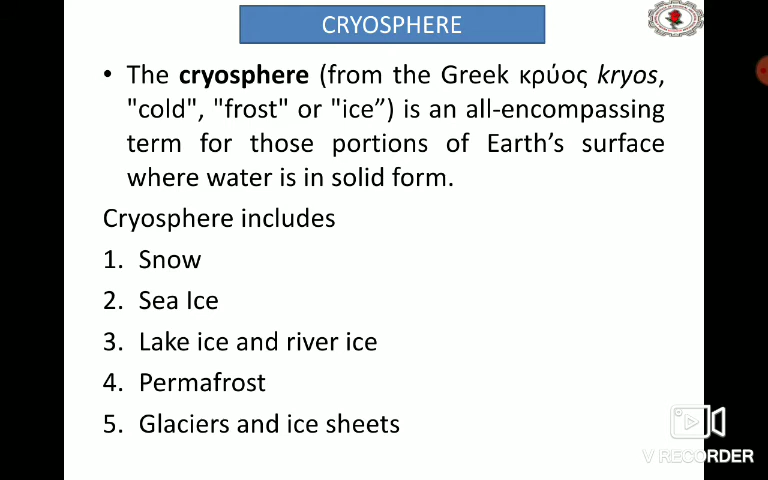 CRYOSPHERE
• The cryosphere (from the Greek κρύος kryos,
"cold", "frost" or "ice”) is an all-encompassing
term for those portions of Earth’s surface
where water is in solid form.
Cryosphere includes
1. Snow
2. Sea Ice
3. Lake ice and river ice
4. Permafrost
5. Glaciers and ice sheets
V RECORDER